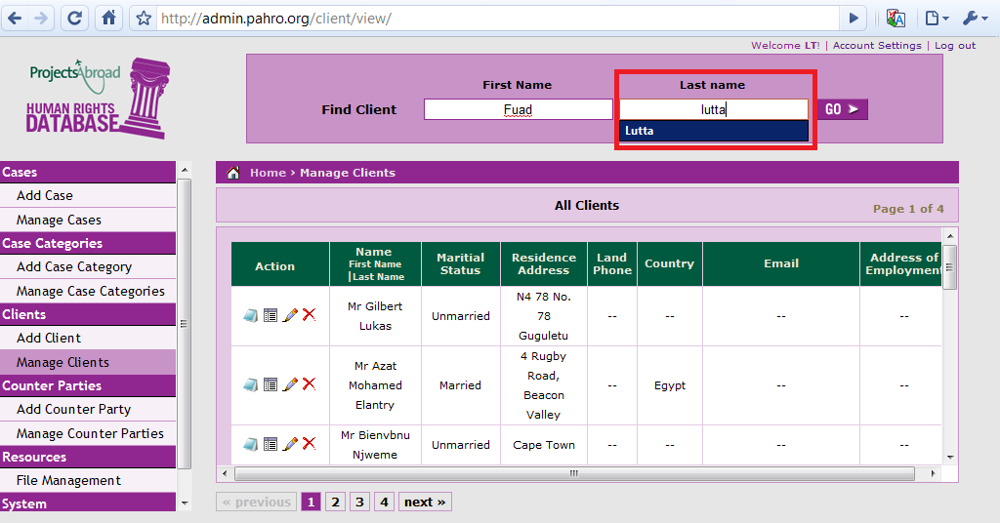 http://admin.pahro.org/client/view/
Welcome LT! | Account Settings | Log out
ProjectsAbroad
HUMAN RIGHTS
DATABASE
First Name
Last name
Find Client
Fuad
lutta
GO
Lutta
Cases
Add Case
Manage Cases
Case Categories
Add Case Category
Manage Case Categories
Clients
Add Client
Manage Clients
Counter Parties
Add Counter Party
Manage Counter Parties
Resources
File Management
System
Home › Manage Clients
All Clients
Page 1 of 4
Action
Name
First Name
|Last Name
Maritial
Status
Residence
Address
Land
Phone
Country
Email
Address of
Employment
Mr Gilbert
Lukas
Unmarried
N4 78 No.
78
Guguletu
--
--
--
--
Mr Azat
Mohamed
Elantry
Married
4 Rugby
Road,
Beacon
Valley
--
Egypt
--
--
Mr Bienvbnu
Njweme
Unmarried
Cape Town
--
--
--
--
« previous
1
2
3
4
next »